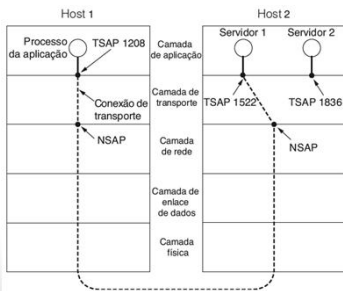 Host 1
Host 2
Processo
da aplicação
TSAP 1208
Camada
de aplicação
Servidor 1
Servidor 2
Conexão de
transporte
Camada de
transporte
TSAP 1522
TSAP 1836
NSAP
Camada
de rede
NSAP
Camada de
enlace
de dados
Camada
física